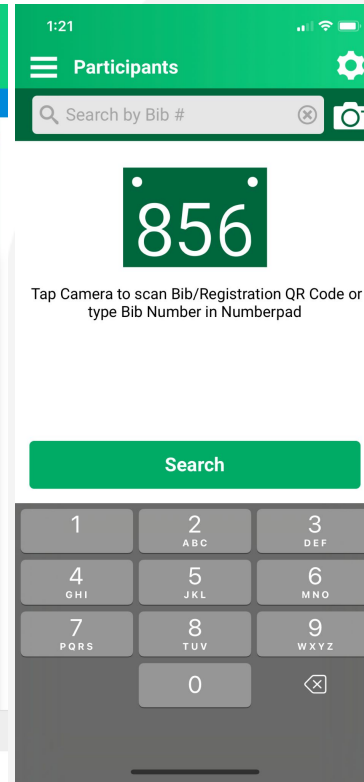 1:21
Participants
Search by Bib #
856
Tap Camera to scan Bib/Registration QR Code or
type Bib Number in Numberpad
Search
1
2
ABC
3
DEF
4
GHI
5
JKL
6
MNO
7
PQRS
8
TUV
9
WXYZ
0